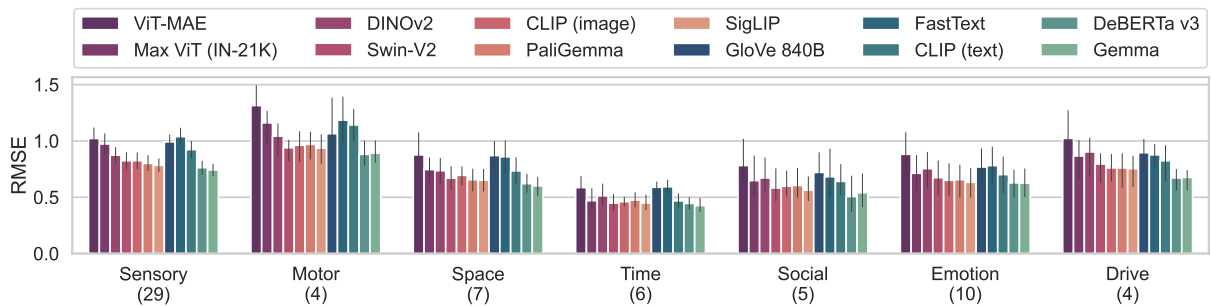 ViT-MAE DINOv2 CLIP (image) SigLIP FastText DeBERTa v3
Max ViT (IN-21K) Swin-V2 PaliGemma GloVe 840B CLIP (text) Gemma
1.5
1.0
0.5
0.0
RMSE
Sensory Motor Space Time Social Emotion Drive
(29) (4) (7) (6) (5) (10) (4)